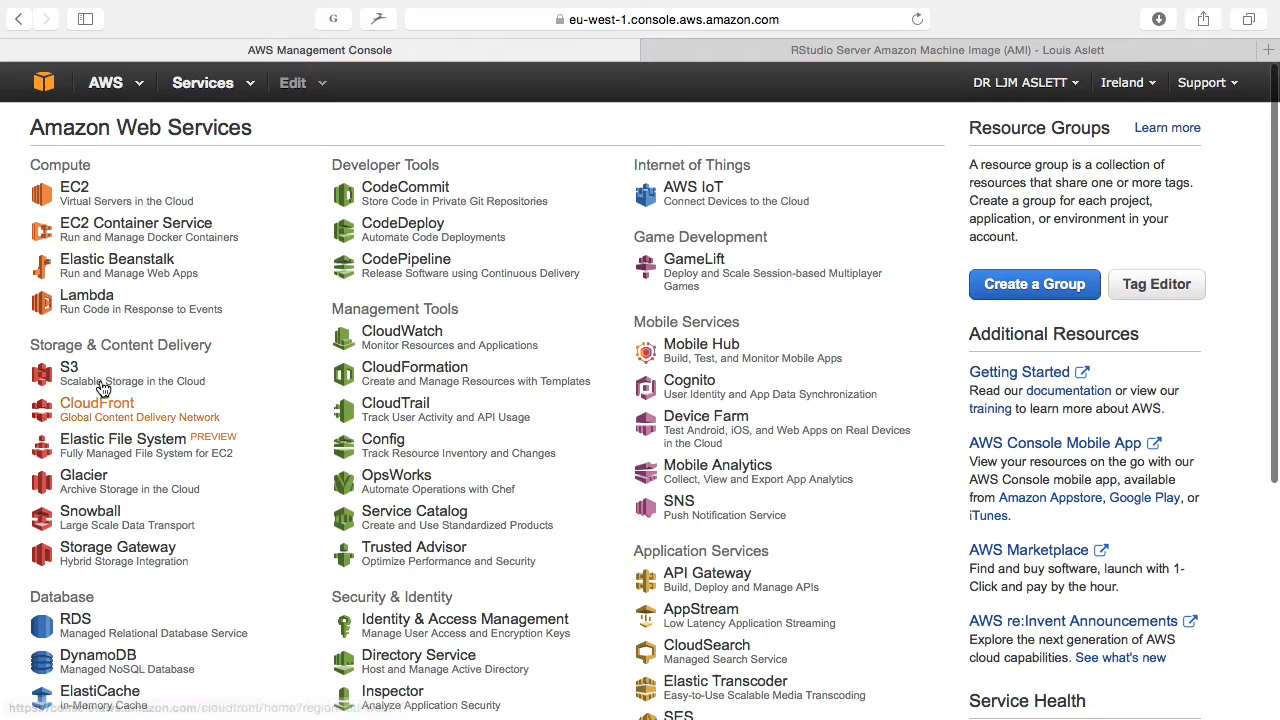 G
eu-west-1.console.aws.amazon.com
AWS Management Console
RStudio Server Amazon Machine Image (AMI) - Louis Aslett
AWS
Services
Edit
DR LJM ASLETT
Ireland
Support
Amazon Web Services
Compute
EC2
Virtual Servers in the Cloud
EC2 Container Service
Run and Manage Docker Containers
Elastic Beanstalk
Run and Manage Web Apps
Lambda
Run Code in Response to Events
Storage & Content Delivery
S3
Scalable Storage in the Cloud
CloudFront
Global Content Delivery Network
Elastic File System PREVIEW
Fully Managed File System for EC2
Glacier
Archive Storage in the Cloud
Snowball
Large Scale Data Transport
Storage Gateway
Hybrid Storage Integration
Database
RDS
Managed Relational Database Service
DynamoDB
Managed NoSQL Database
ElastiCache
In-Memory Cache
Developer Tools
CodeCommit
Store Code in Private Git Repositories
CodeDeploy
Automate Code Deployments
CodePipeline
Release Software using Continuous Delivery
Management Tools
CloudWatch
Monitor Resources and Applications
CloudFormation
Create and Manage Resources with Templates
CloudTrail
Track User Activity and API Usage
Config
Track Resource Inventory and Changes
OpsWorks
Automate Operations with Chef
Service Catalog
Create and Use Standardized Products
Trusted Advisor
Optimize Performance and Security
Security & Identity
Identity & Access Management
Manage User Access and Encryption Keys
Directory Service
Host and Manage Active Directory
Inspector
Analyze Application Security
Internet of Things
AWS IoT
Connect Devices to the Cloud
Game Development
GameLift
Deploy and Scale Session-based Multiplayer
Games
Mobile Services
Mobile Hub
Build, Test, and Monitor Mobile Apps
Cognito
User Identity and App Data Synchronization
Device Farm
Test Android, iOS, and Web Apps on Real Devices
in the Cloud
Mobile Analytics
Collect, View and Export App Analytics
SNS
Push Notification Service
Application Services
API Gateway
Build, Deploy and Manage APIs
AppStream
Low Latency Application Streaming
CloudSearch
Managed Search Service
Elastic Transcoder
Easy-to-Use Scalable Media Transcoding
SES
Resource Groups
Learn more
A resource group is a collection of
resources that share one or more tags.
Create a group for each project,
application, or environment in your
account.
Create a Group
Tag Editor
Additional Resources
Getting Started
Read our documentation or view our
training to learn more about AWS.
AWS Console Mobile App
View your resources on the go with our
AWS Console mobile app, available
from Amazon Appstore, Google Play, or
iTunes.
AWS Marketplace
Find and buy software, launch with 1-
Click and pay by the hour.
AWS re:Invent Announcements
Explore the next generation of AWS
cloud capabilities. See what's new
Service Health